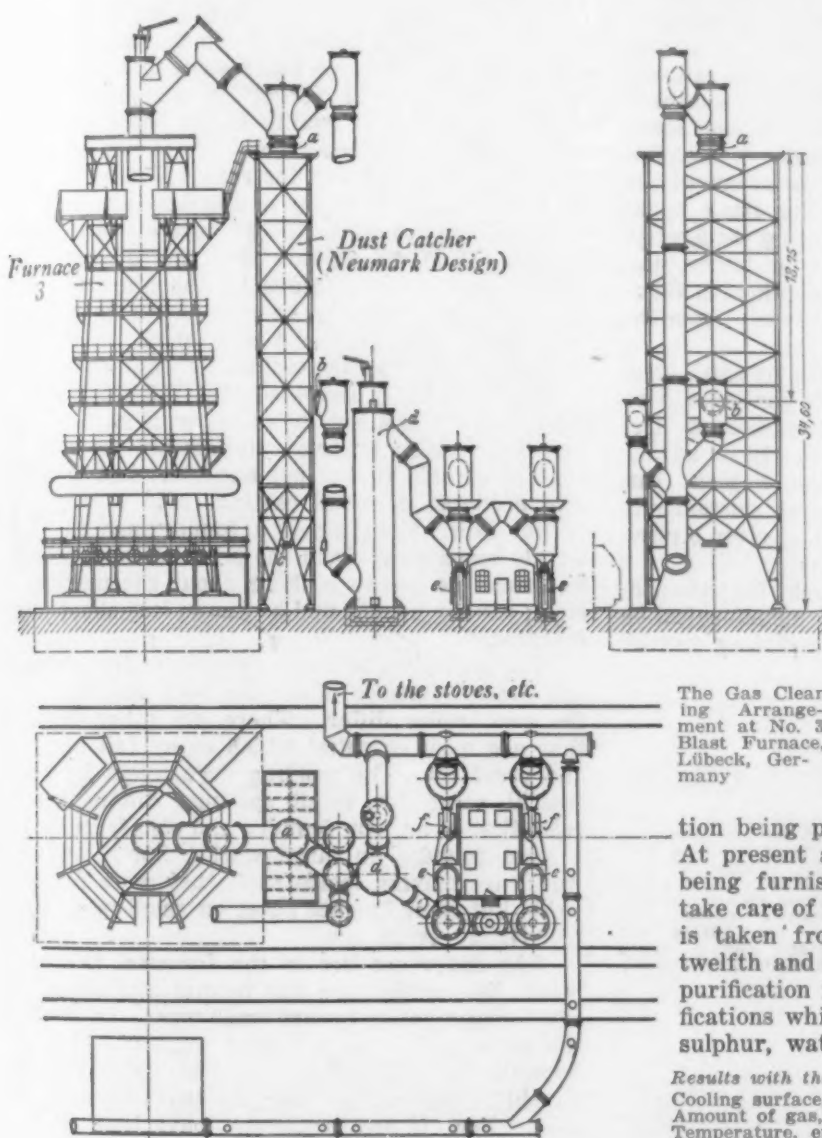 a
Dust Catcher
(Neumark Design)
Furnace
3
b
d
e
e
a
18,75
34,60
b
To the stoves, etc.
The Gas Clean-
ing Arrange-
ment at No. 3
Blast Furnace,
Lübeck, Ger-
many
a
d
f
f
e
e
tion being p
At present a
being furnis
take care of
is taken fro
twelfth and
purification
fications whi
sulphur, wat
Results with th
Cooling surface
Amount of gas,
Temperature, e